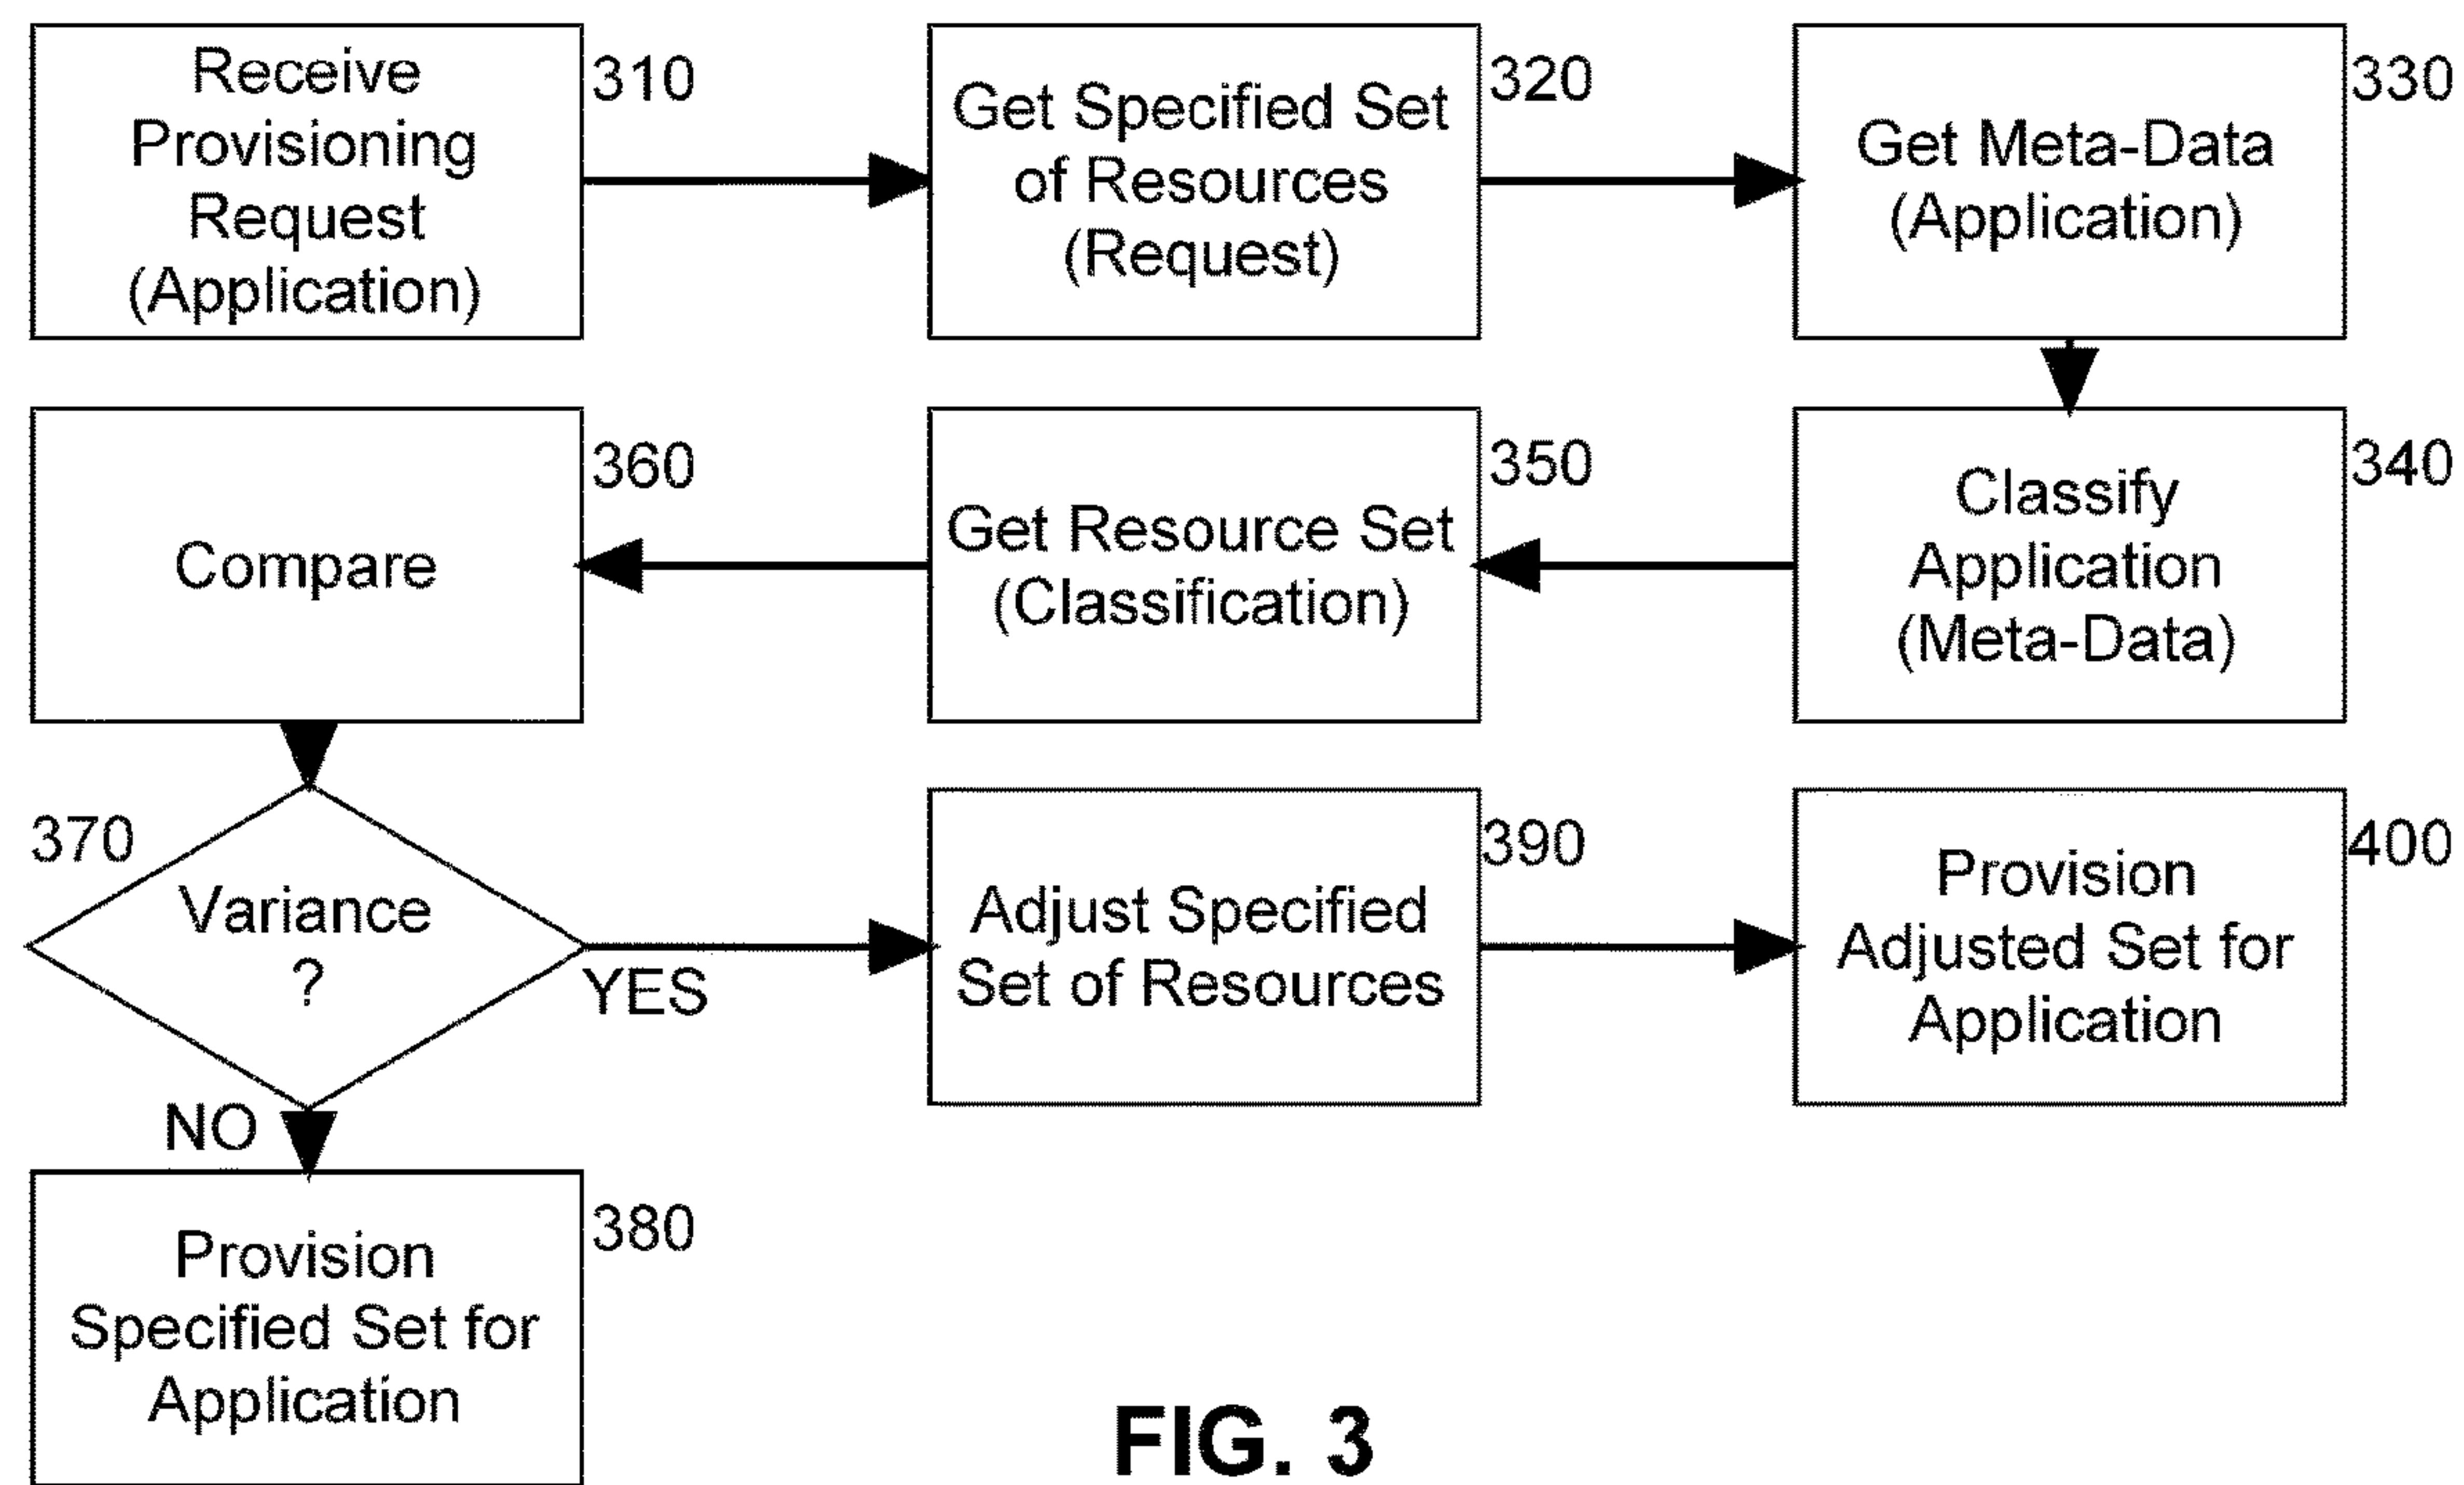 Receive
Provisioning
Request
(Application)
310
Get Specified Set
of Resources
(Request)
320
Get Meta-Data
(Application)
330
Compare
360
Get Resource Set
(Classification)
350
Classify
Application
(Meta-Data)
340
370
Variance
?
YES
NO
Adjust Specified
Set of Resources
390
Provision
Adjusted Set for
Application
400
Provision
Specified Set for
Application
380
FIG. 3